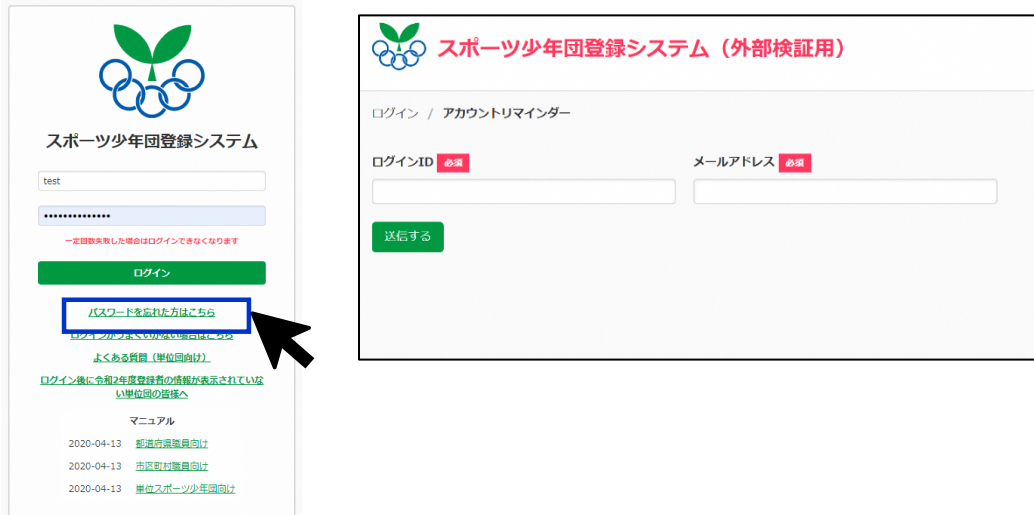 スポーツ少年団登録システム
test
••••••••••••••
一定回数失敗した場合はログインできなくなります
ログイン
パスワードを忘れた方はこちら
ログインがうまくいかない場合はこちら
よくある質問（単位団向け）
ログイン後に令和2年度登録者の情報が表示されていな
い単位団の皆様へ
マニュアル
2020-04-13 都道府県職員向け
2020-04-13 市区町村職員向け
2020-04-13 単位スポーツ少年団向け
スポーツ少年団登録システム（外部検証用）
ログイン / アカウントリマインダー
ログインID 必須
メールアドレス 必須
送信する